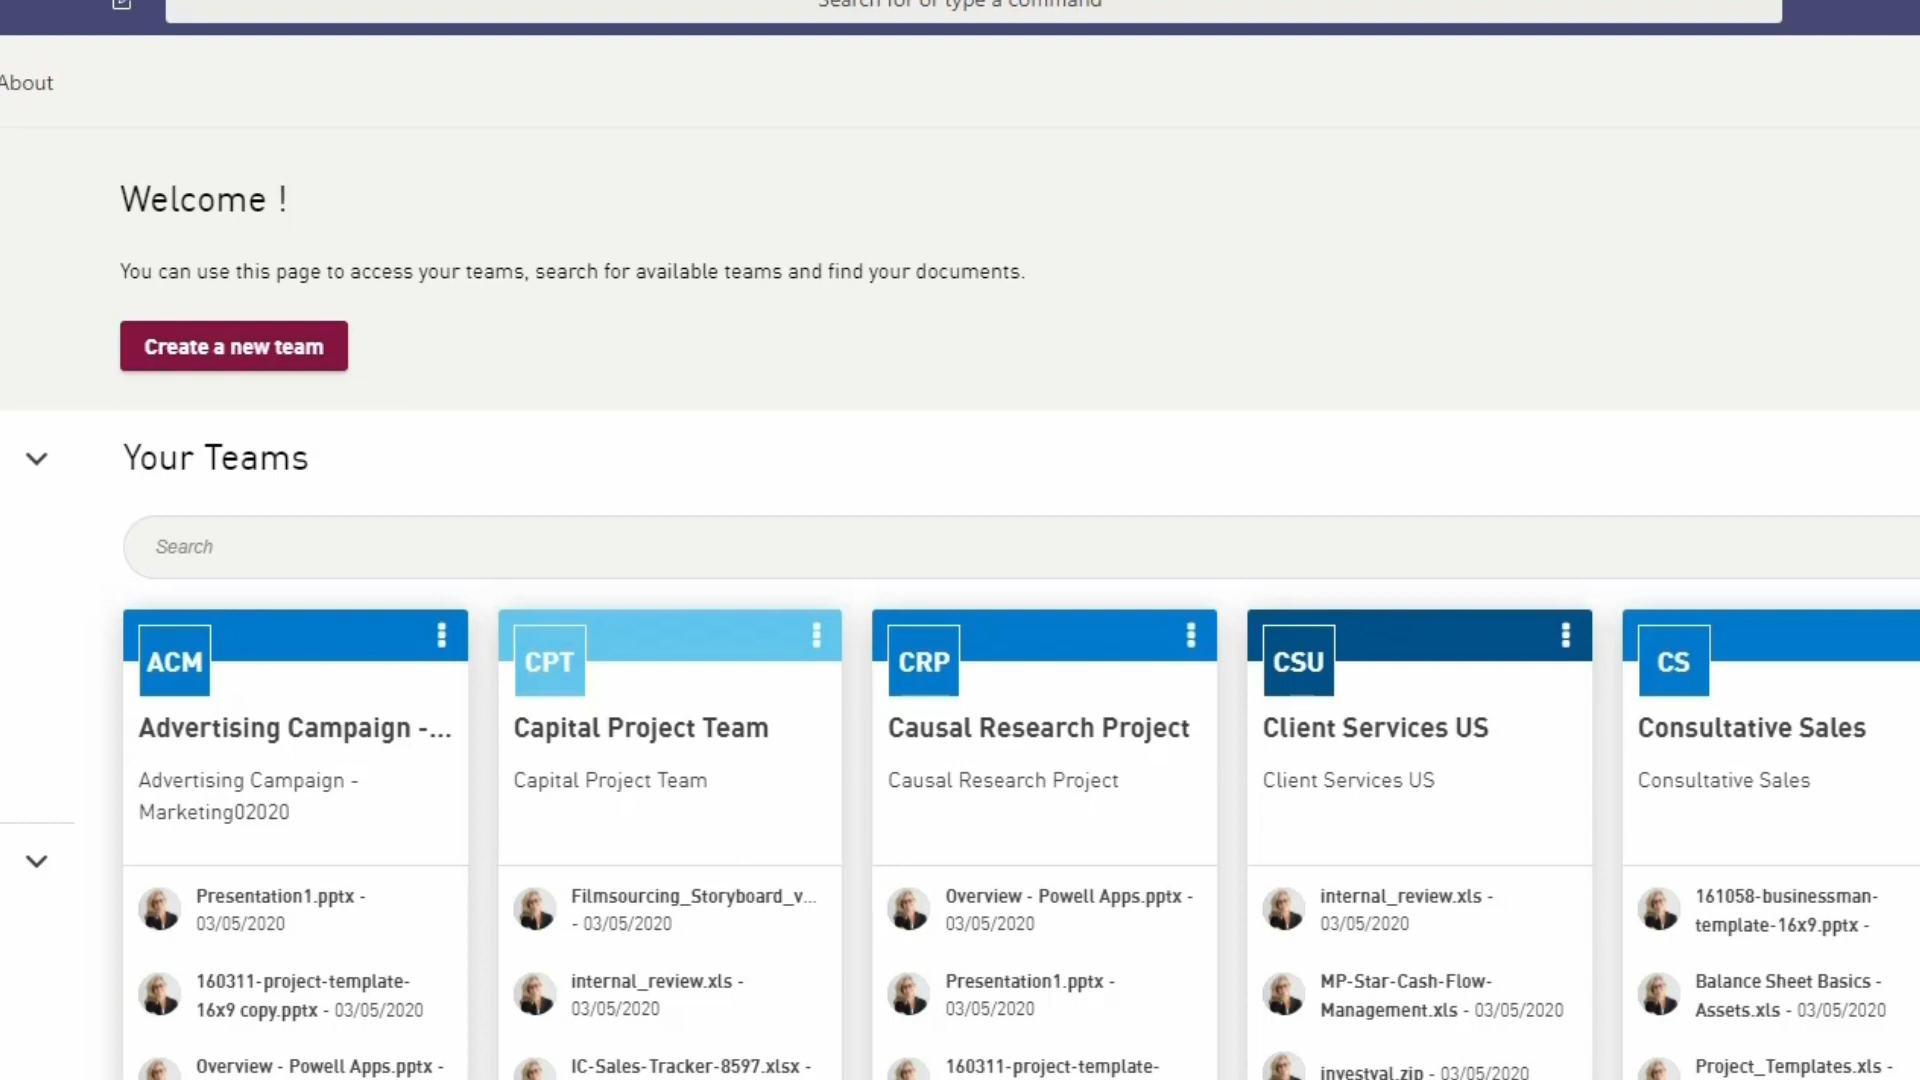 Search for or type a command
About
Welcome !
You can use this page to access your teams, search for available teams and find your documents.
Create a new team
Your Teams
Search
ACM
Advertising Campaign -...
Advertising Campaign -
Marketing02020
Presentation1.pptx -
03/05/2020
160311-project-template-
16x9 copy.pptx - 03/05/2020
Overview - Powell Apps.pptx -
CPT
Capital Project Team
Capital Project Team
Filmsourcing_Storyboard_v...
- 03/05/2020
internal_review.xls -
03/05/2020
IC-Sales-Tracker-8597.xlsx -
CRP
Causal Research Project
Causal Research Project
Overview - Powell Apps.pptx -
03/05/2020
Presentation1.pptx -
03/05/2020
160311-project-template-
CSU
Client Services US
Client Services US
internal_review.xls -
03/05/2020
MP-Star-Cash-Flow-
Management.xls - 03/05/2020
investval.zip - 03/05/2020
CS
Consultative Sales
Consultative Sales
161058-businessman-
template-16x9.pptx -
Balance Sheet Basics -
Assets.xls - 03/05/2020
Project_Templates.xls -